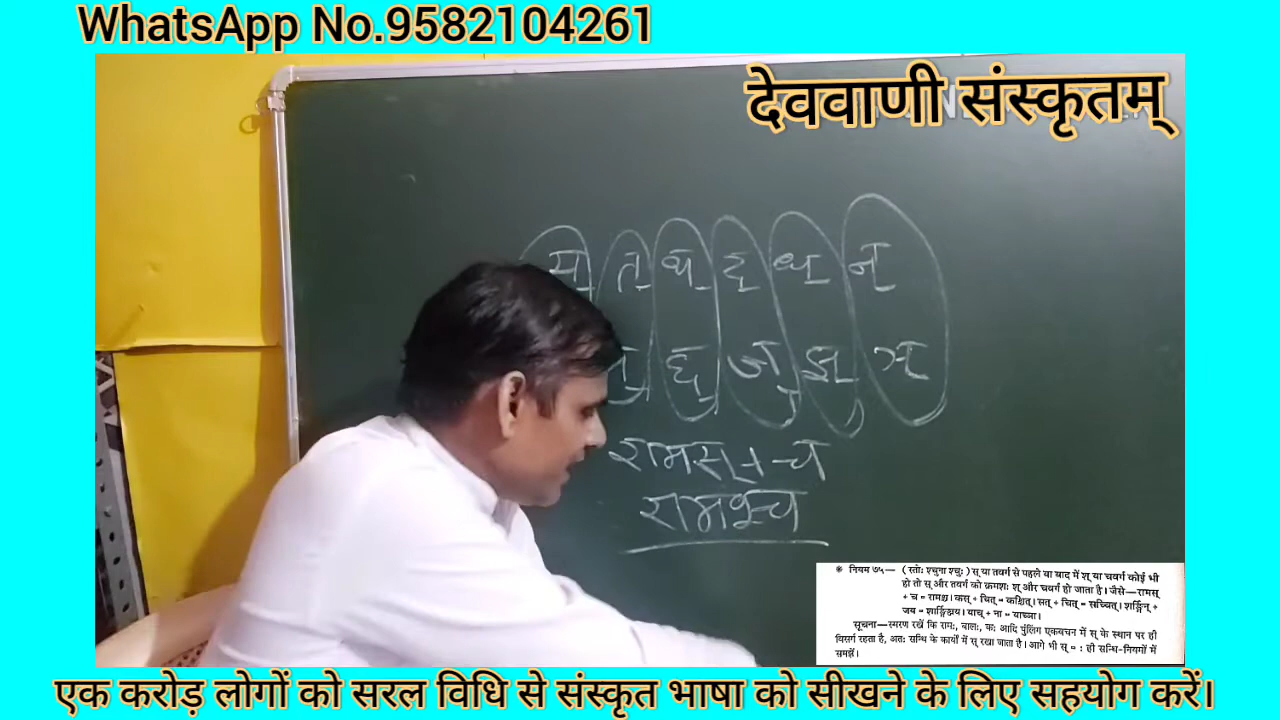 WhatsApp No.9582104261
देववाणी संस्कृतम्
स् त् थ् द् ध् न्
च् छ् ज् झ् ञ्
रामस् + च
रामश्च
* नियम ७५— (स्तोः श्चुना श्चुः) स् या तवर्ग से पहले या बाद में श् या चवर्ग कोई भी
हो तो स् और तवर्ग को क्रमशः श् और चवर्ग हो जाता है। जैसे—रामस्
+ च = रामश्च। कस् + चित् = कश्चित्। सत् + चित् = सच्चित्। शार्ङ्गिन् +
जय = शार्ङ्गिञ्जय। याच् + ना = याच्ञा।
सूचना—स्मरण रखें कि रामः, बालः, कः आदि पुंलिंग एकवचन में स् के स्थान पर ही
विसर्ग रहता है, अतः सन्धि के कार्यों में स् रखा जाता है। आगे भी स् = : ही सन्धि-नियमों में
समझें।
एक करोड़ लोगों को सरल विधि से संस्कृत भाषा को सीखने के लिए सहयोग करें।